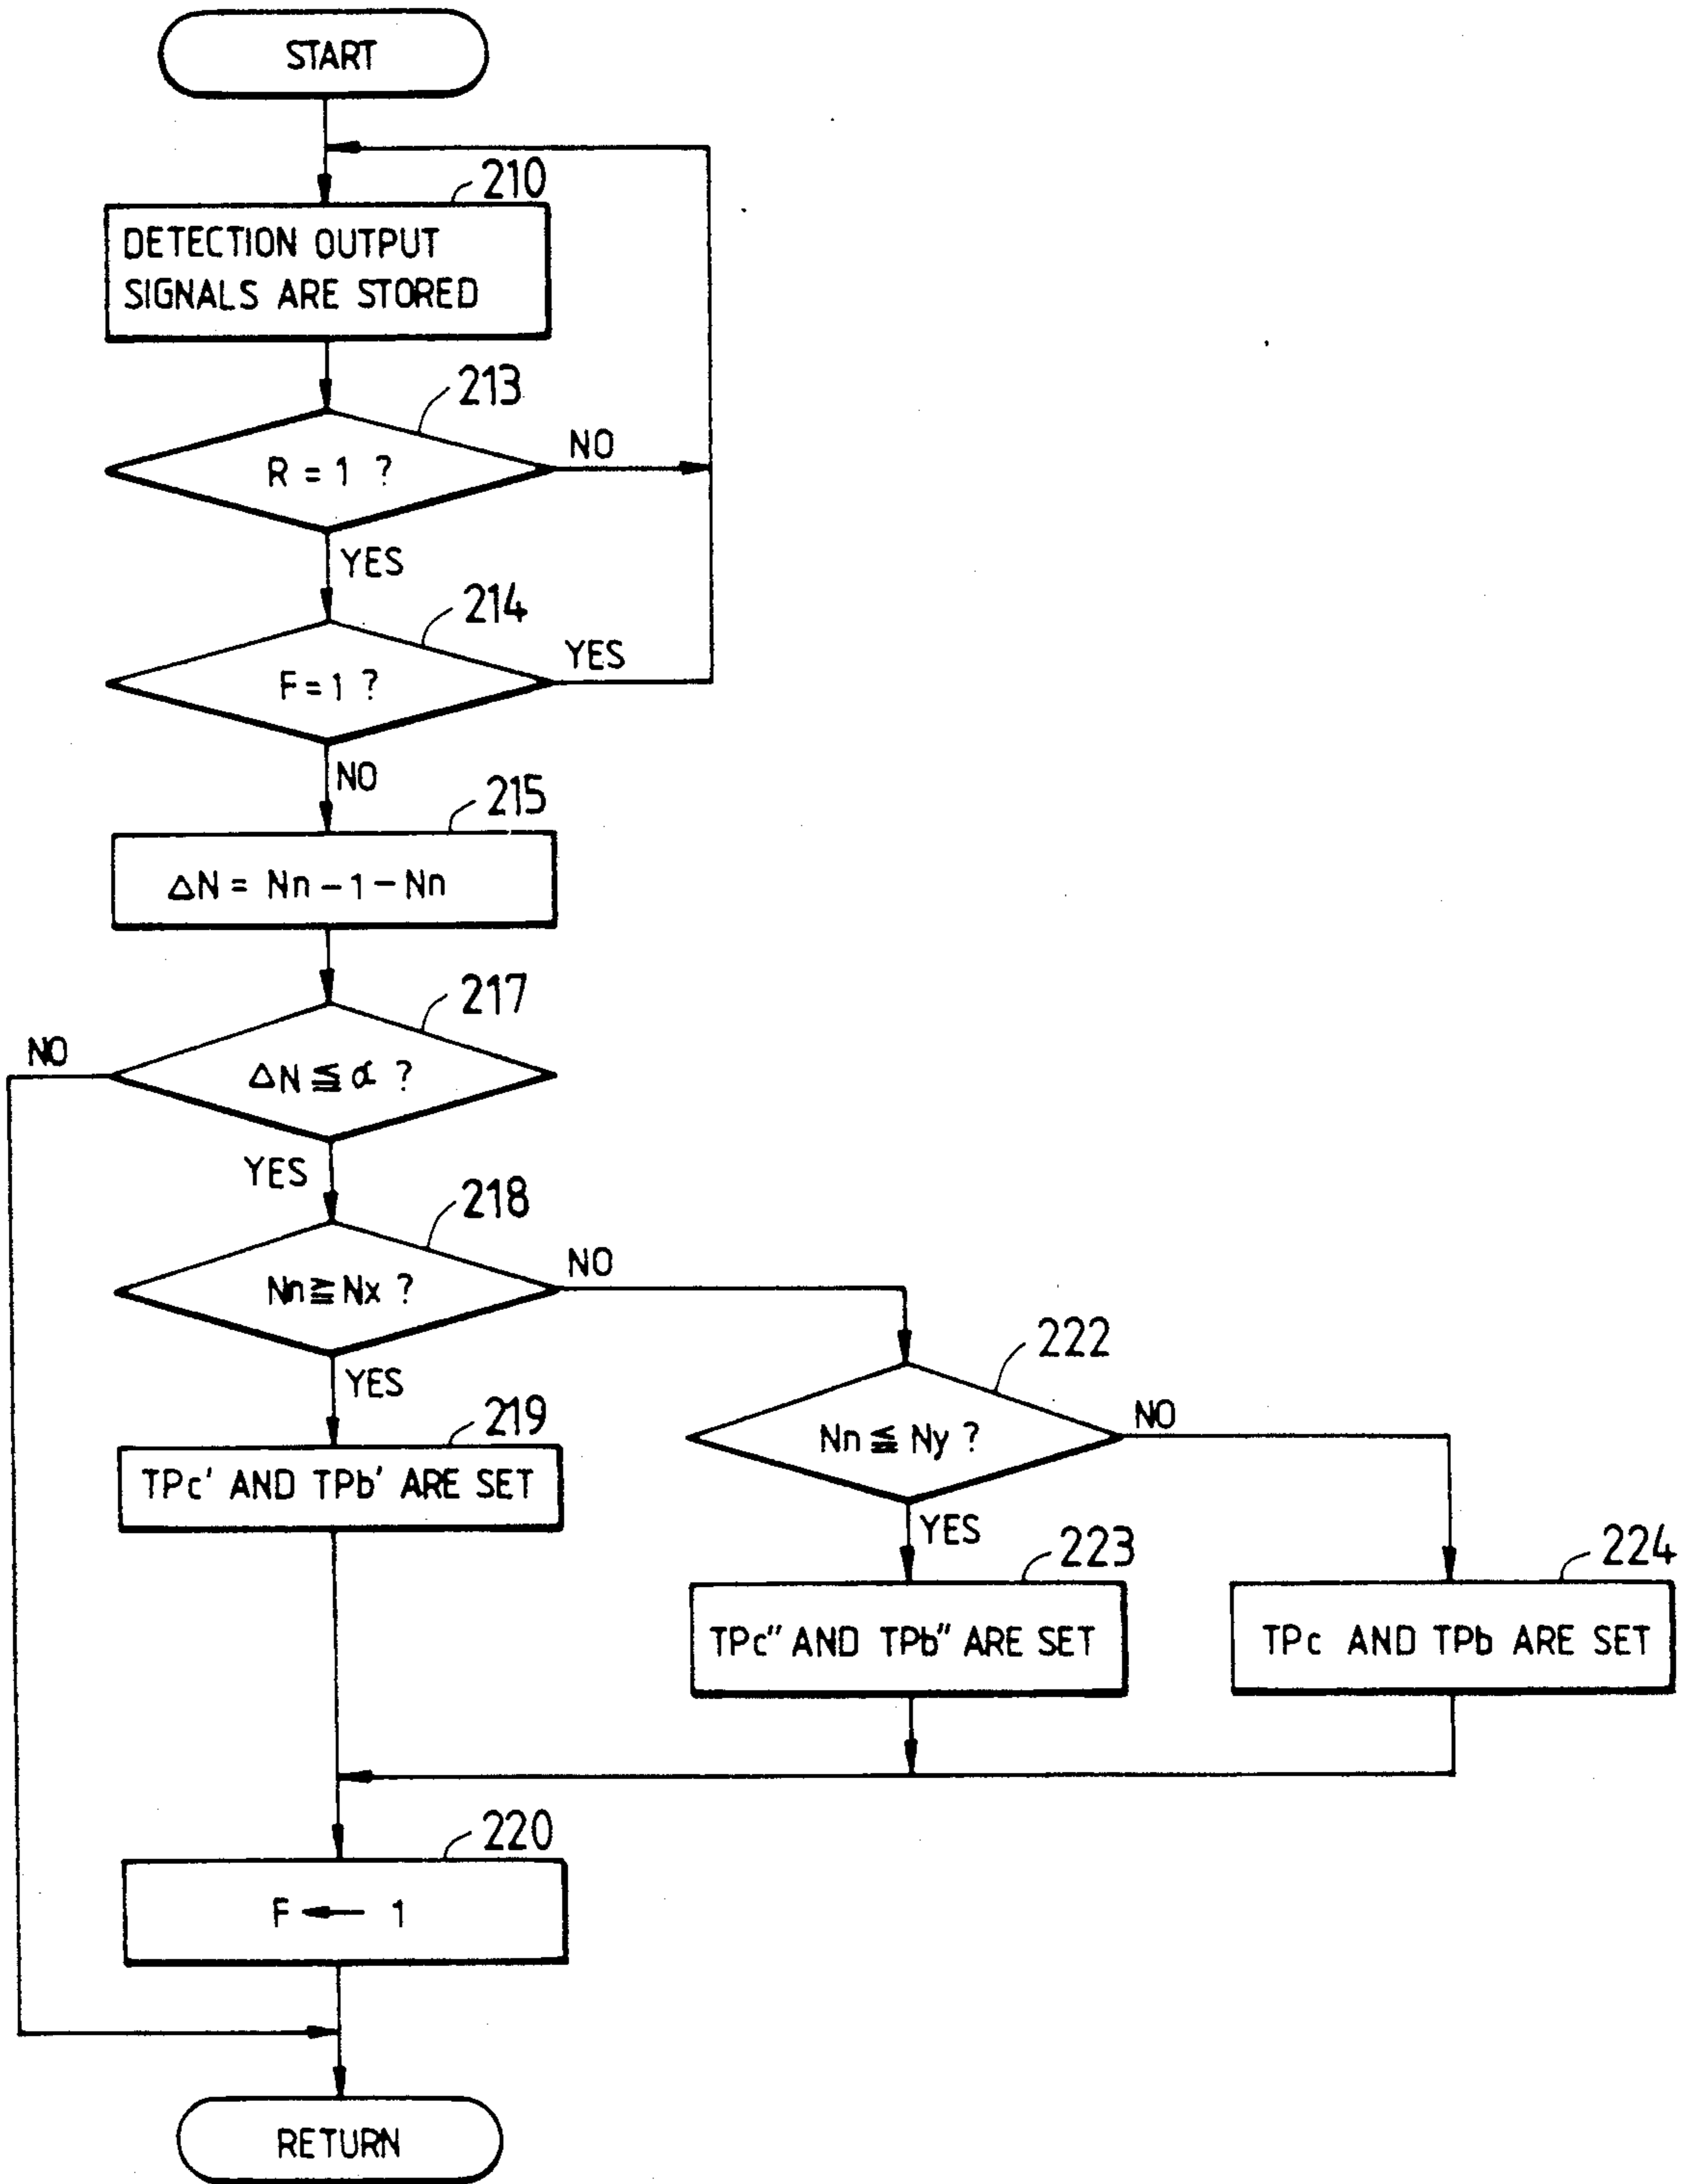 START
210
DETECTION OUTPUT
SIGNALS ARE STORED
213
R = 1 ?
NO
YES
214
F = 1 ?
YES
NO
215
ΔN = Nn - 1 - Nn
217
NO
ΔN ≦ α ?
YES
218
Nn ≧ Nx ?
NO
YES
222
Nn ≦ Ny ?
NO
219
TPc' AND TPb' ARE SET
YES
223
TPc" AND TPb" ARE SET
224
TPc AND TPb ARE SET
220
F ← 1
RETURN